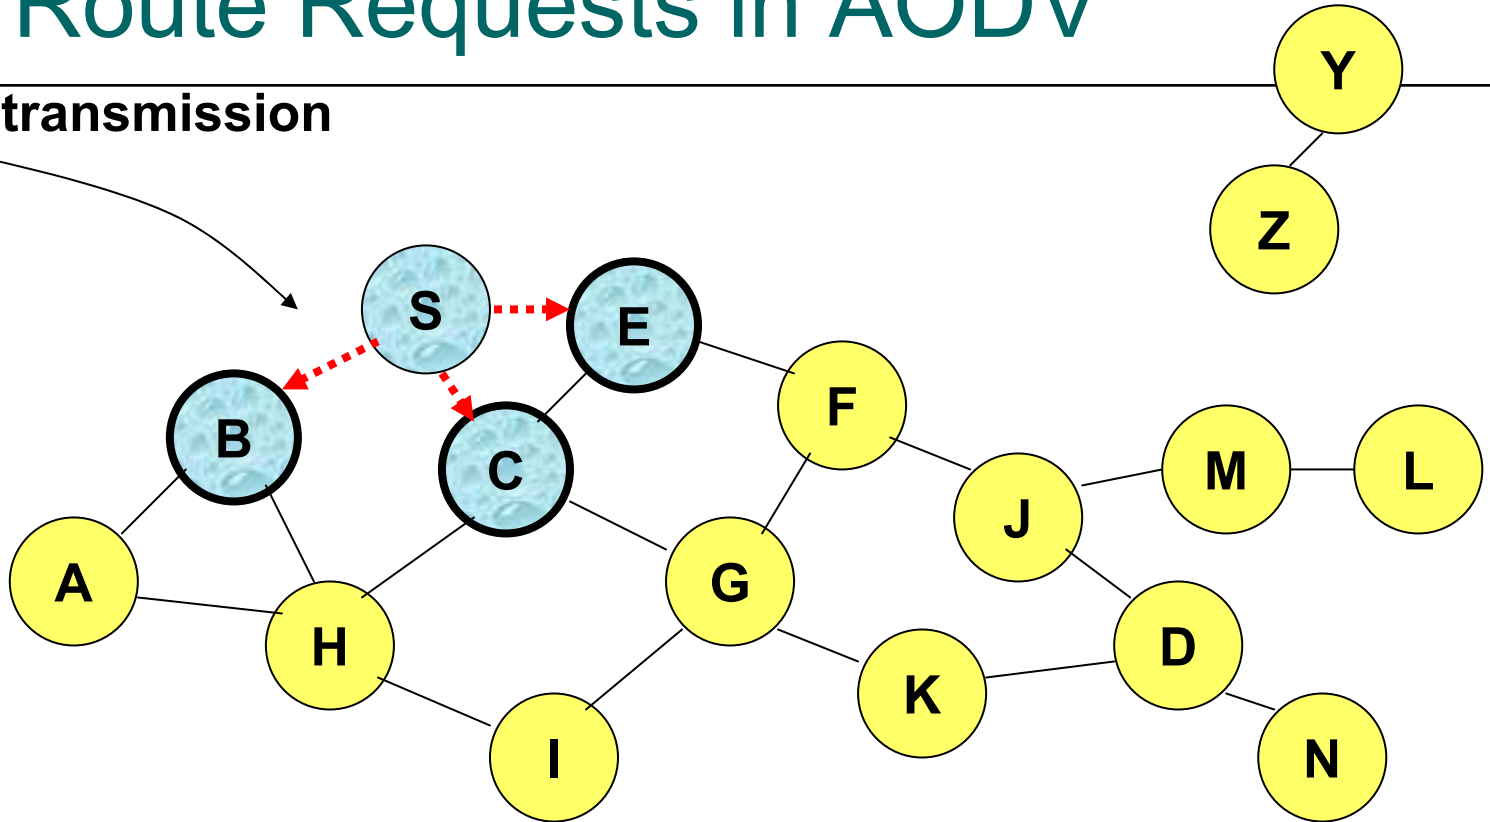 Route Requests in AODV
Y
transmission
Z
S
E
F
B
C
M
L
J
A
G
H
D
K
I
N